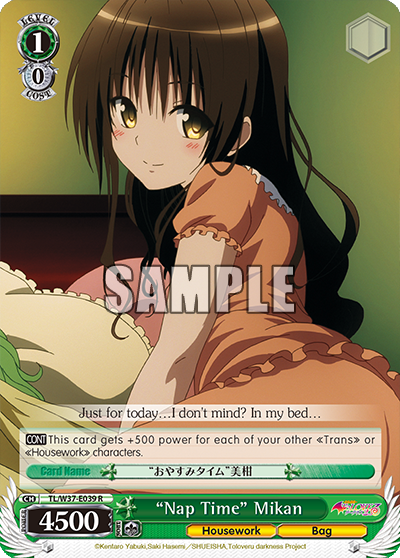 LEVEL
1
0
COST
SAMPLE
Just for today…I don't mind? In my bed…
CONT This card gets +500 power for each of your other «Trans» or
«Housework» characters.
Card Name "おやすみタイム"美柑
CH TL/W37-E039 R
4500
"Nap Time" Mikan
Housework Bag
©Kentaro Yabuki,Saki Hasemi／SHUEISHA,Toloveru darkness Project